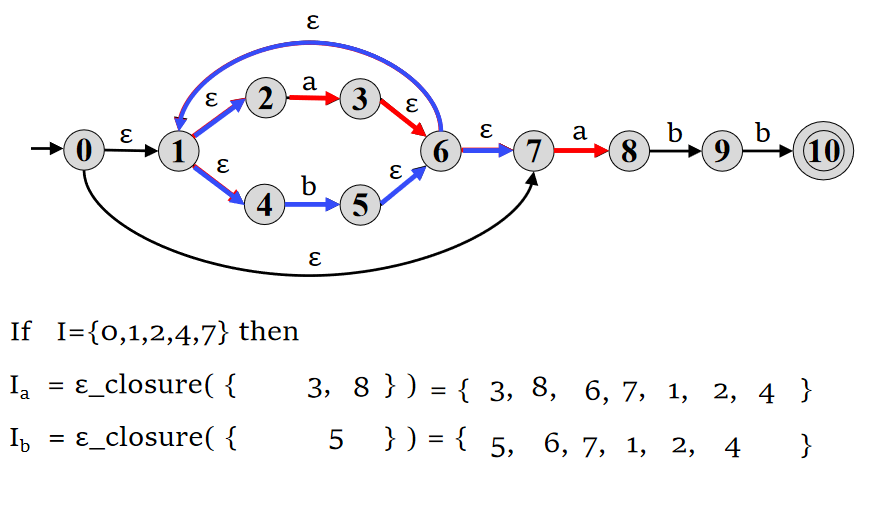 ε
ε a ε
2 3
ε ε a b b
0 1 6 7 8 9 10
ε b ε
4 5
ε
If I={0,1,2,4,7} then
Iₐ = ε_closure( { 3, 8 } ) = { 3, 8, 6, 7, 1, 2, 4 }
I_b = ε_closure( { 5 } ) = { 5, 6, 7, 1, 2, 4 }